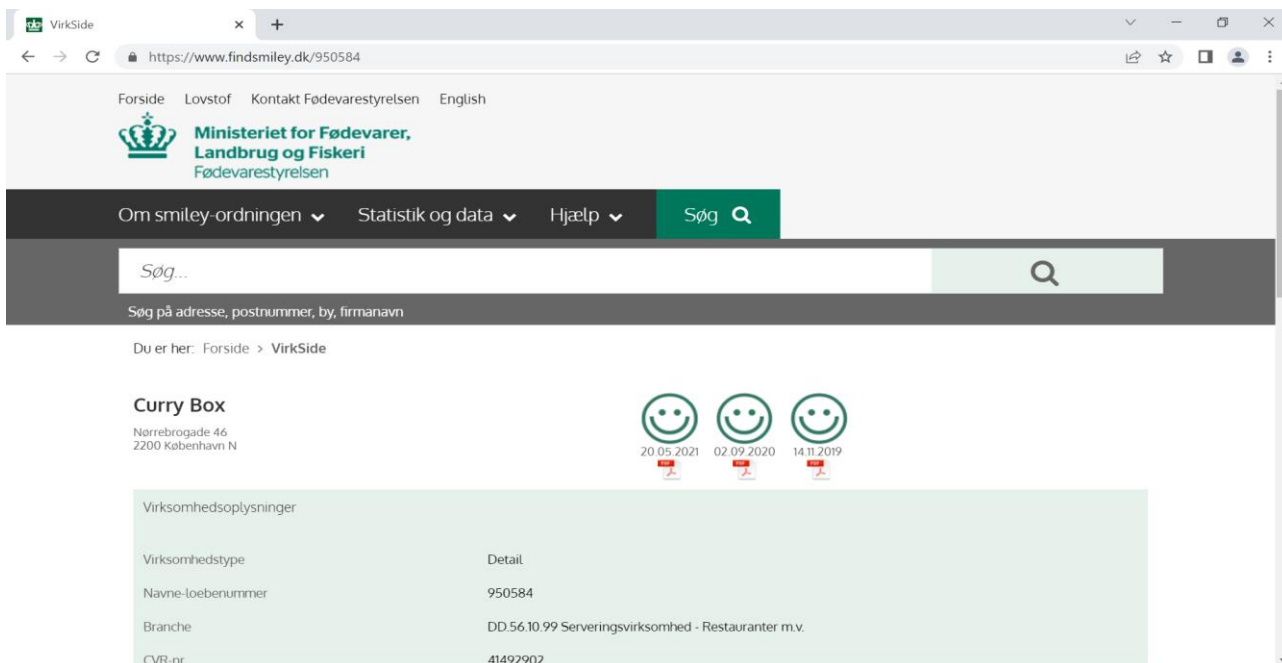 VirkSide
https://www.findsmiley.dk/950584
Forside Lovstof Kontakt Fødevarestyrelsen English
Ministeriet for Fødevarer,
Landbrug og Fiskeri
Fødevarestyrelsen
Om smiley-ordningen Statistik og data Hjælp Søg
Søg...
Søg på adresse, postnummer, by, firmanavn
Du er her: Forside > VirkSide
Curry Box
Nørrebrogade 46
2200 København N
20.05.2021 02.09.2020 14.11.2019
PDF PDF PDF
Virksomhedsoplysninger
Virksomhedstype Detail
Navne-loebenummer 950584
Branche DD.56.10.99 Serveringsvirksomhed - Restauranter m.v.
CVR-nr 41492902